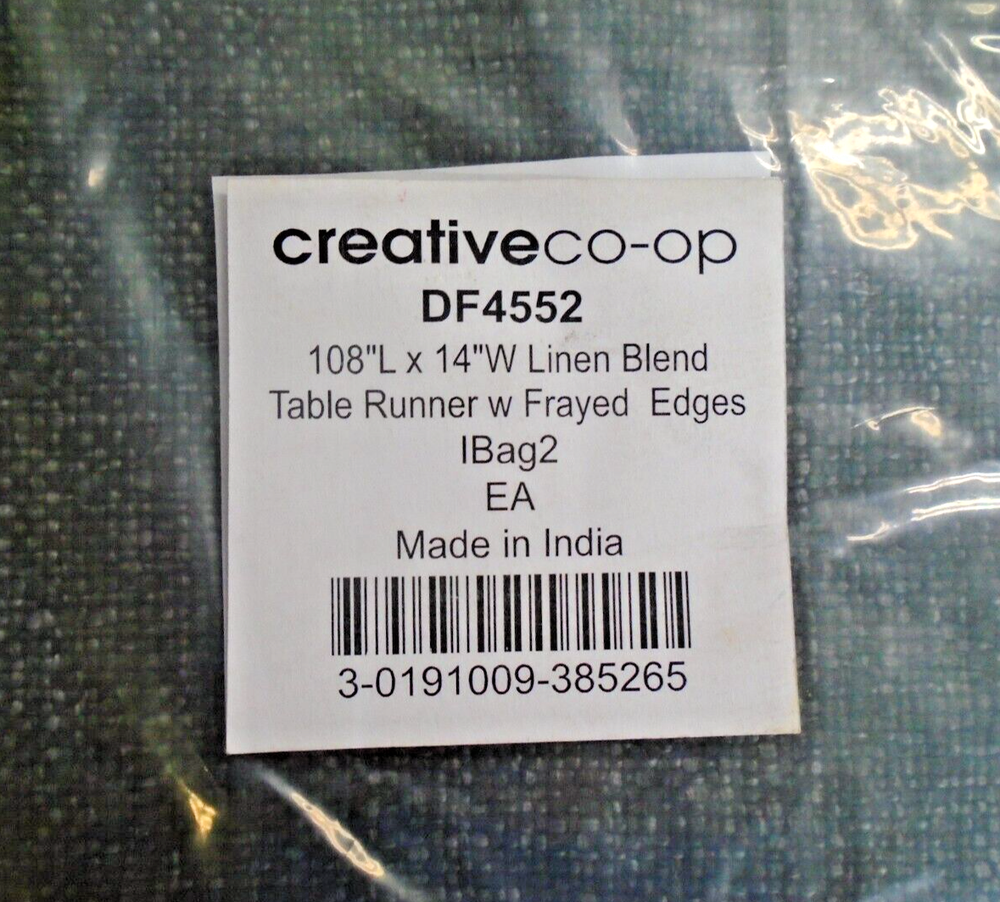 creativeco-op
DF4552
108"L x 14"W Linen Blend
Table Runner w Frayed  Edges
IBag2
EA
Made in India
3-0191009-385265